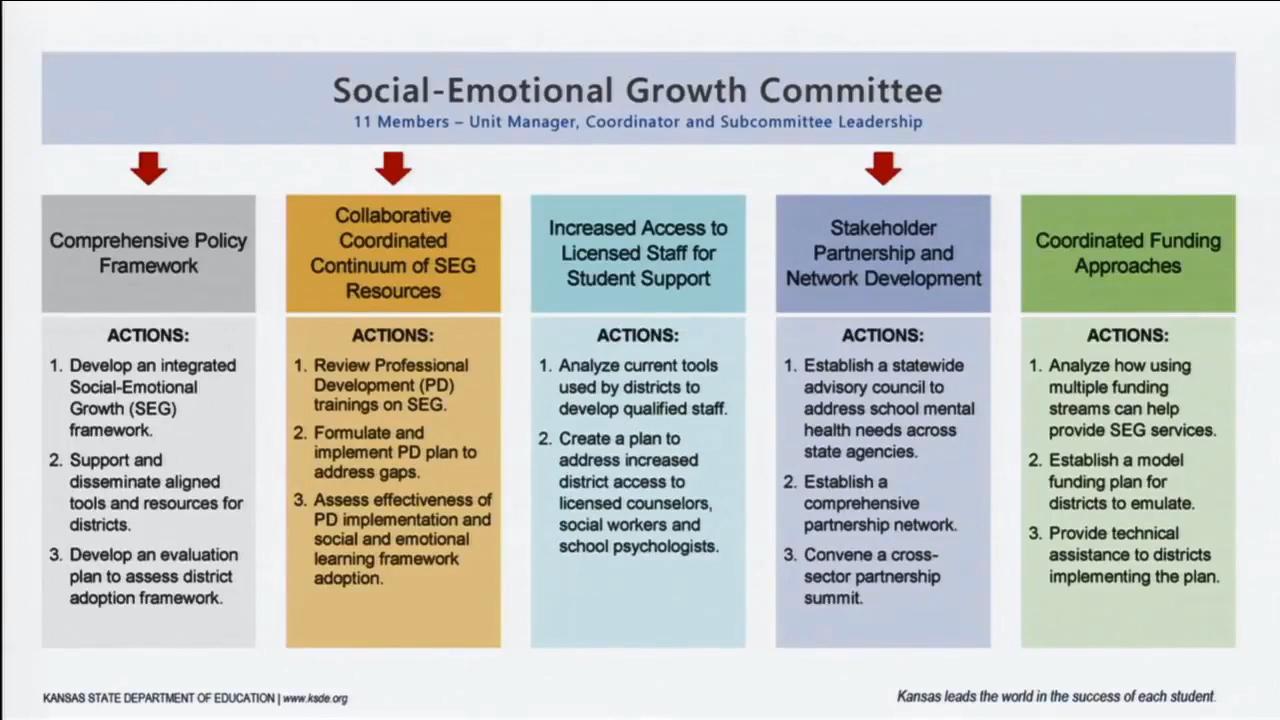 Social-Emotional Growth Committee
11 Members – Unit Manager, Coordinator and Subcommittee Leadership
Comprehensive Policy
Framework
ACTIONS:
1. Develop an integrated
Social-Emotional
Growth (SEG)
framework.
2. Support and
disseminate aligned
tools and resources for
districts.
3. Develop an evaluation
plan to assess district
adoption framework.
Collaborative
Coordinated
Continuum of SEG
Resources
ACTIONS:
1. Review Professional
Development (PD)
trainings on SEG.
2. Formulate and
implement PD plan to
address gaps.
3. Assess effectiveness of
PD implementation and
social and emotional
learning framework
adoption.
Increased Access to
Licensed Staff for
Student Support
ACTIONS:
1. Analyze current tools
used by districts to
develop qualified staff.
2. Create a plan to
address increased
district access to
licensed counselors,
social workers and
school psychologists.
Stakeholder
Partnership and
Network Development
ACTIONS:
1. Establish a statewide
advisory council to
address school mental
health needs across
state agencies.
2. Establish a
comprehensive
partnership network.
3. Convene a cross-
sector partnership
summit.
Coordinated Funding
Approaches
ACTIONS:
1. Analyze how using
multiple funding
streams can help
provide SEG services.
2. Establish a model
funding plan for
districts to emulate.
3. Provide technical
assistance to districts
implementing the plan.
KANSAS STATE DEPARTMENT OF EDUCATION | www.ksde.org
Kansas leads the world in the success of each student.